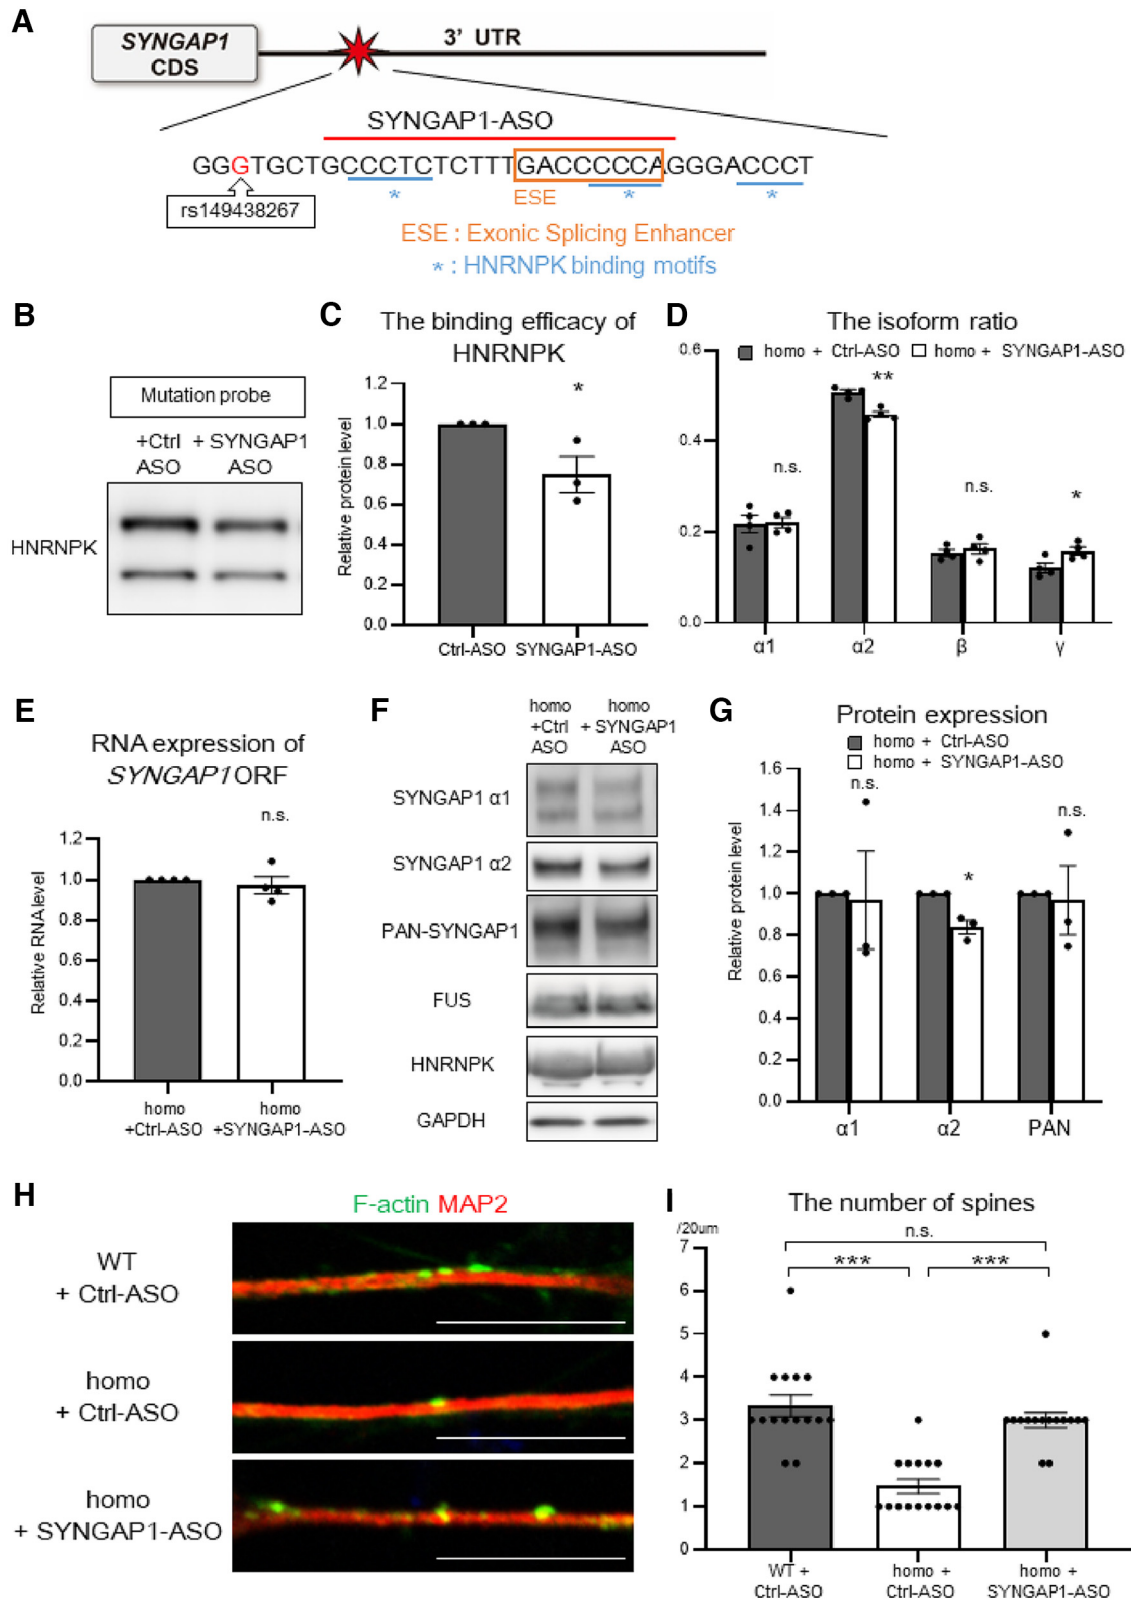 A
SYNGAP1
CDS
3' UTR
SYNGAP1-ASO
GGGTGCTGCCCTCTCTTTGACCCCCCAGGGACCCT
* * *
rs149438267
ESE
ESE : Exonic Splicing Enhancer
* : HNRNPK binding motifs
B
Mutation probe
+Ctrl + SYNGAP1
ASO ASO
HNRNPK
C
The binding efficacy of
HNRNPK
Relative protein level
1.2
1.0
0.8
0.6
0.4
0.2
0.0
*
Ctrl-ASO SYNGAP1-ASO
D
The isoform ratio
homo + Ctrl-ASO homo + SYNGAP1-ASO
0.6
0.4
0.2
0.0
n.s.
**
n.s.
*
α1 α2 β γ
E
RNA expression of
SYNGAP1 ORF
Relative RNA level
1.2
1.0
0.8
0.6
0.4
0.2
0.0
n.s.
homo homo
+Ctrl-ASO +SYNGAP1-ASO
F
homo homo
+Ctrl + SYNGAP1
ASO ASO
SYNGAP1 α1
SYNGAP1 α2
PAN-SYNGAP1
FUS
HNRNPK
GAPDH
G
Protein expression
homo + Ctrl-ASO
homo + SYNGAP1-ASO
Relative protein level
1.6
1.4
1.2
1.0
0.8
0.6
0.4
0.2
0.0
n.s.
*
n.s.
α1 α2 PAN
H
F-actin MAP2
WT
+ Ctrl-ASO
homo
+ Ctrl-ASO
homo
+ SYNGAP1-ASO
I
The number of spines
/20um
7
6
5
4
3
2
1
0
n.s.
*** ***
WT + homo + homo +
Ctrl-ASO Ctrl-ASO SYNGAP1-ASO